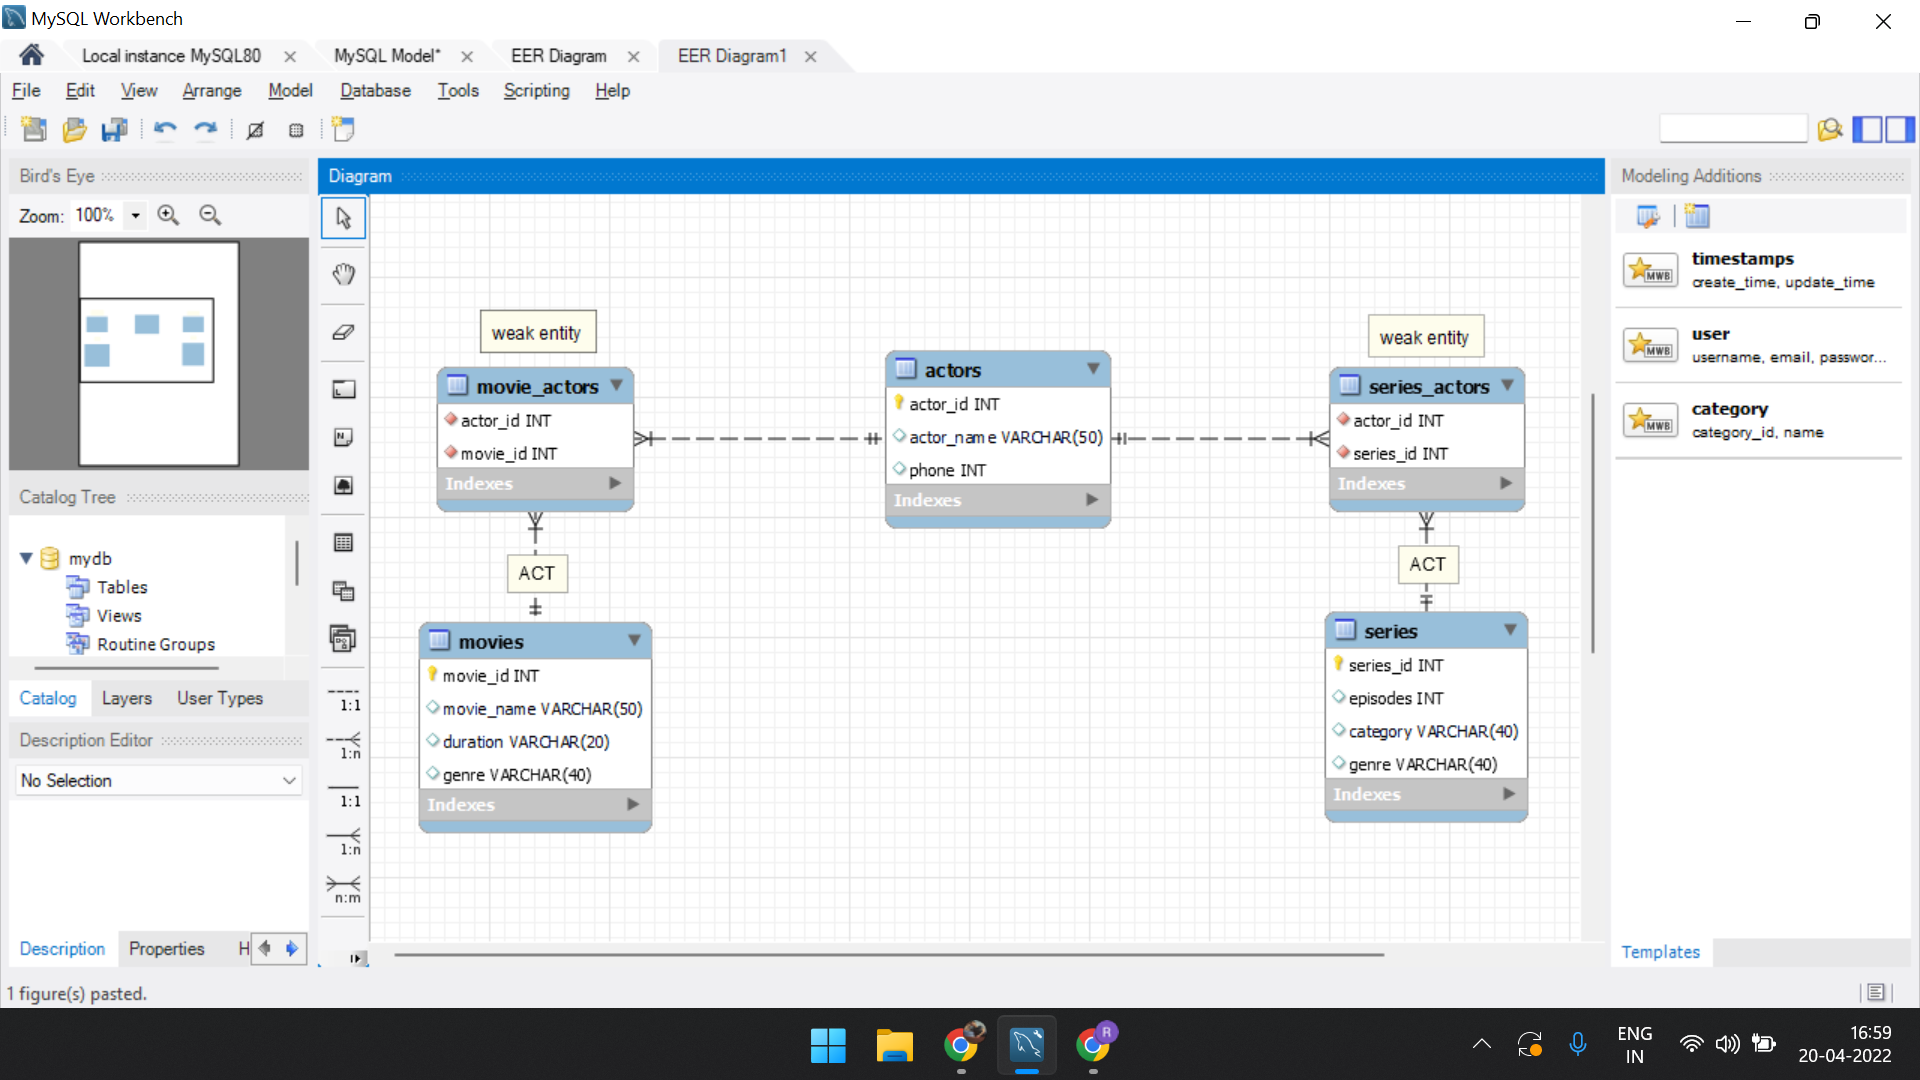 MySQL Workbench
Local instance MySQL80
MySQL Model*
EER Diagram
EER Diagram1
File Edit View Arrange Model Database Tools Scripting Help
Bird's Eye
Zoom: 100%
Catalog Tree
mydb
Tables
Views
Routine Groups
Catalog Layers User Types
Description Editor
No Selection
Description Properties H
1 figure(s) pasted.
Diagram
1:1
1:n
1:1
1:n
n:m
weak entity
movie_actors
actor_id INT
movie_id INT
Indexes
ACT
movies
movie_id INT
movie_name VARCHAR(50)
duration VARCHAR(20)
genre VARCHAR(40)
Indexes
actors
actor_id INT
actor_name VARCHAR(50)
phone INT
Indexes
weak entity
series_actors
actor_id INT
series_id INT
Indexes
ACT
series
series_id INT
episodes INT
category VARCHAR(40)
genre VARCHAR(40)
Indexes
Modeling Additions
MWB
timestamps
create_time, update_time
MWB
user
username, email, passwor...
MWB
category
category_id, name
Templates
R
ENG
IN
16:59
20-04-2022